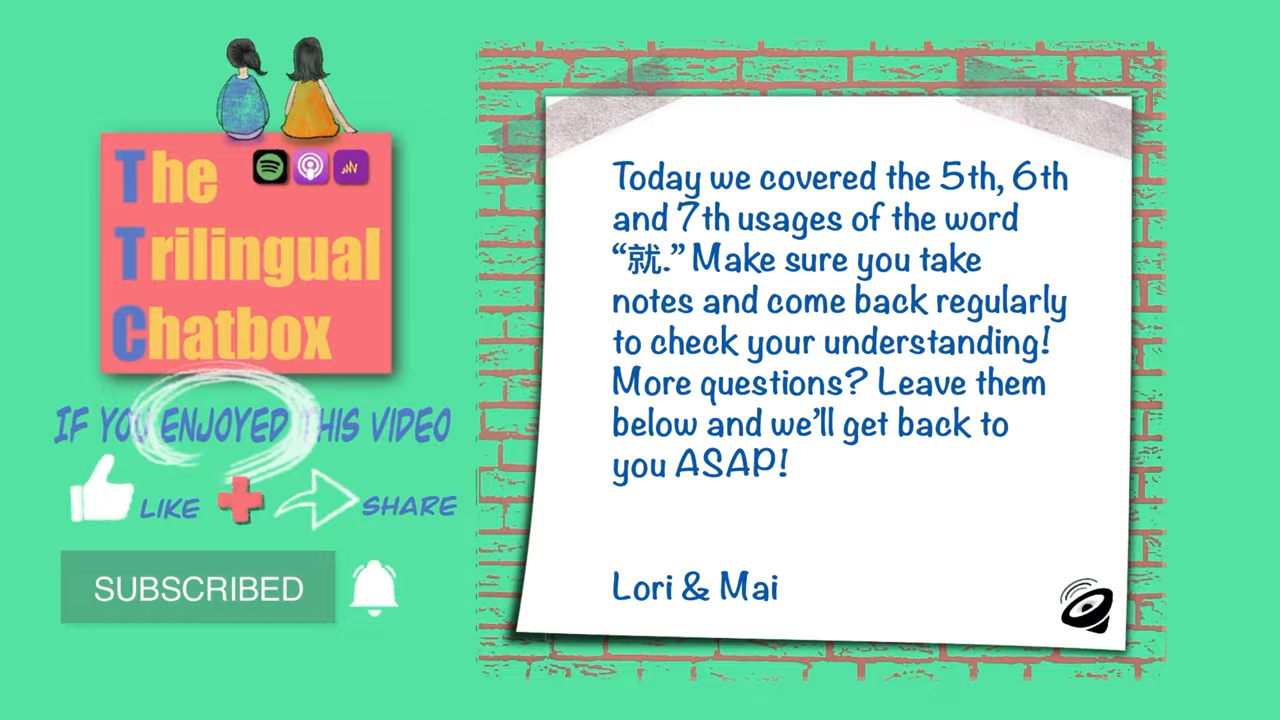 The
Trilingual
Chatbox
IF YOU ENJOYED THIS VIDEO
LIKE
SHARE
SUBSCRIBED
Today we covered the 5th, 6th
and 7th usages of the word
“就.” Make sure you take
notes and come back regularly
to check your understanding!
More questions? Leave them
below and we’ll get back to
you ASAP!
Lori & Mai